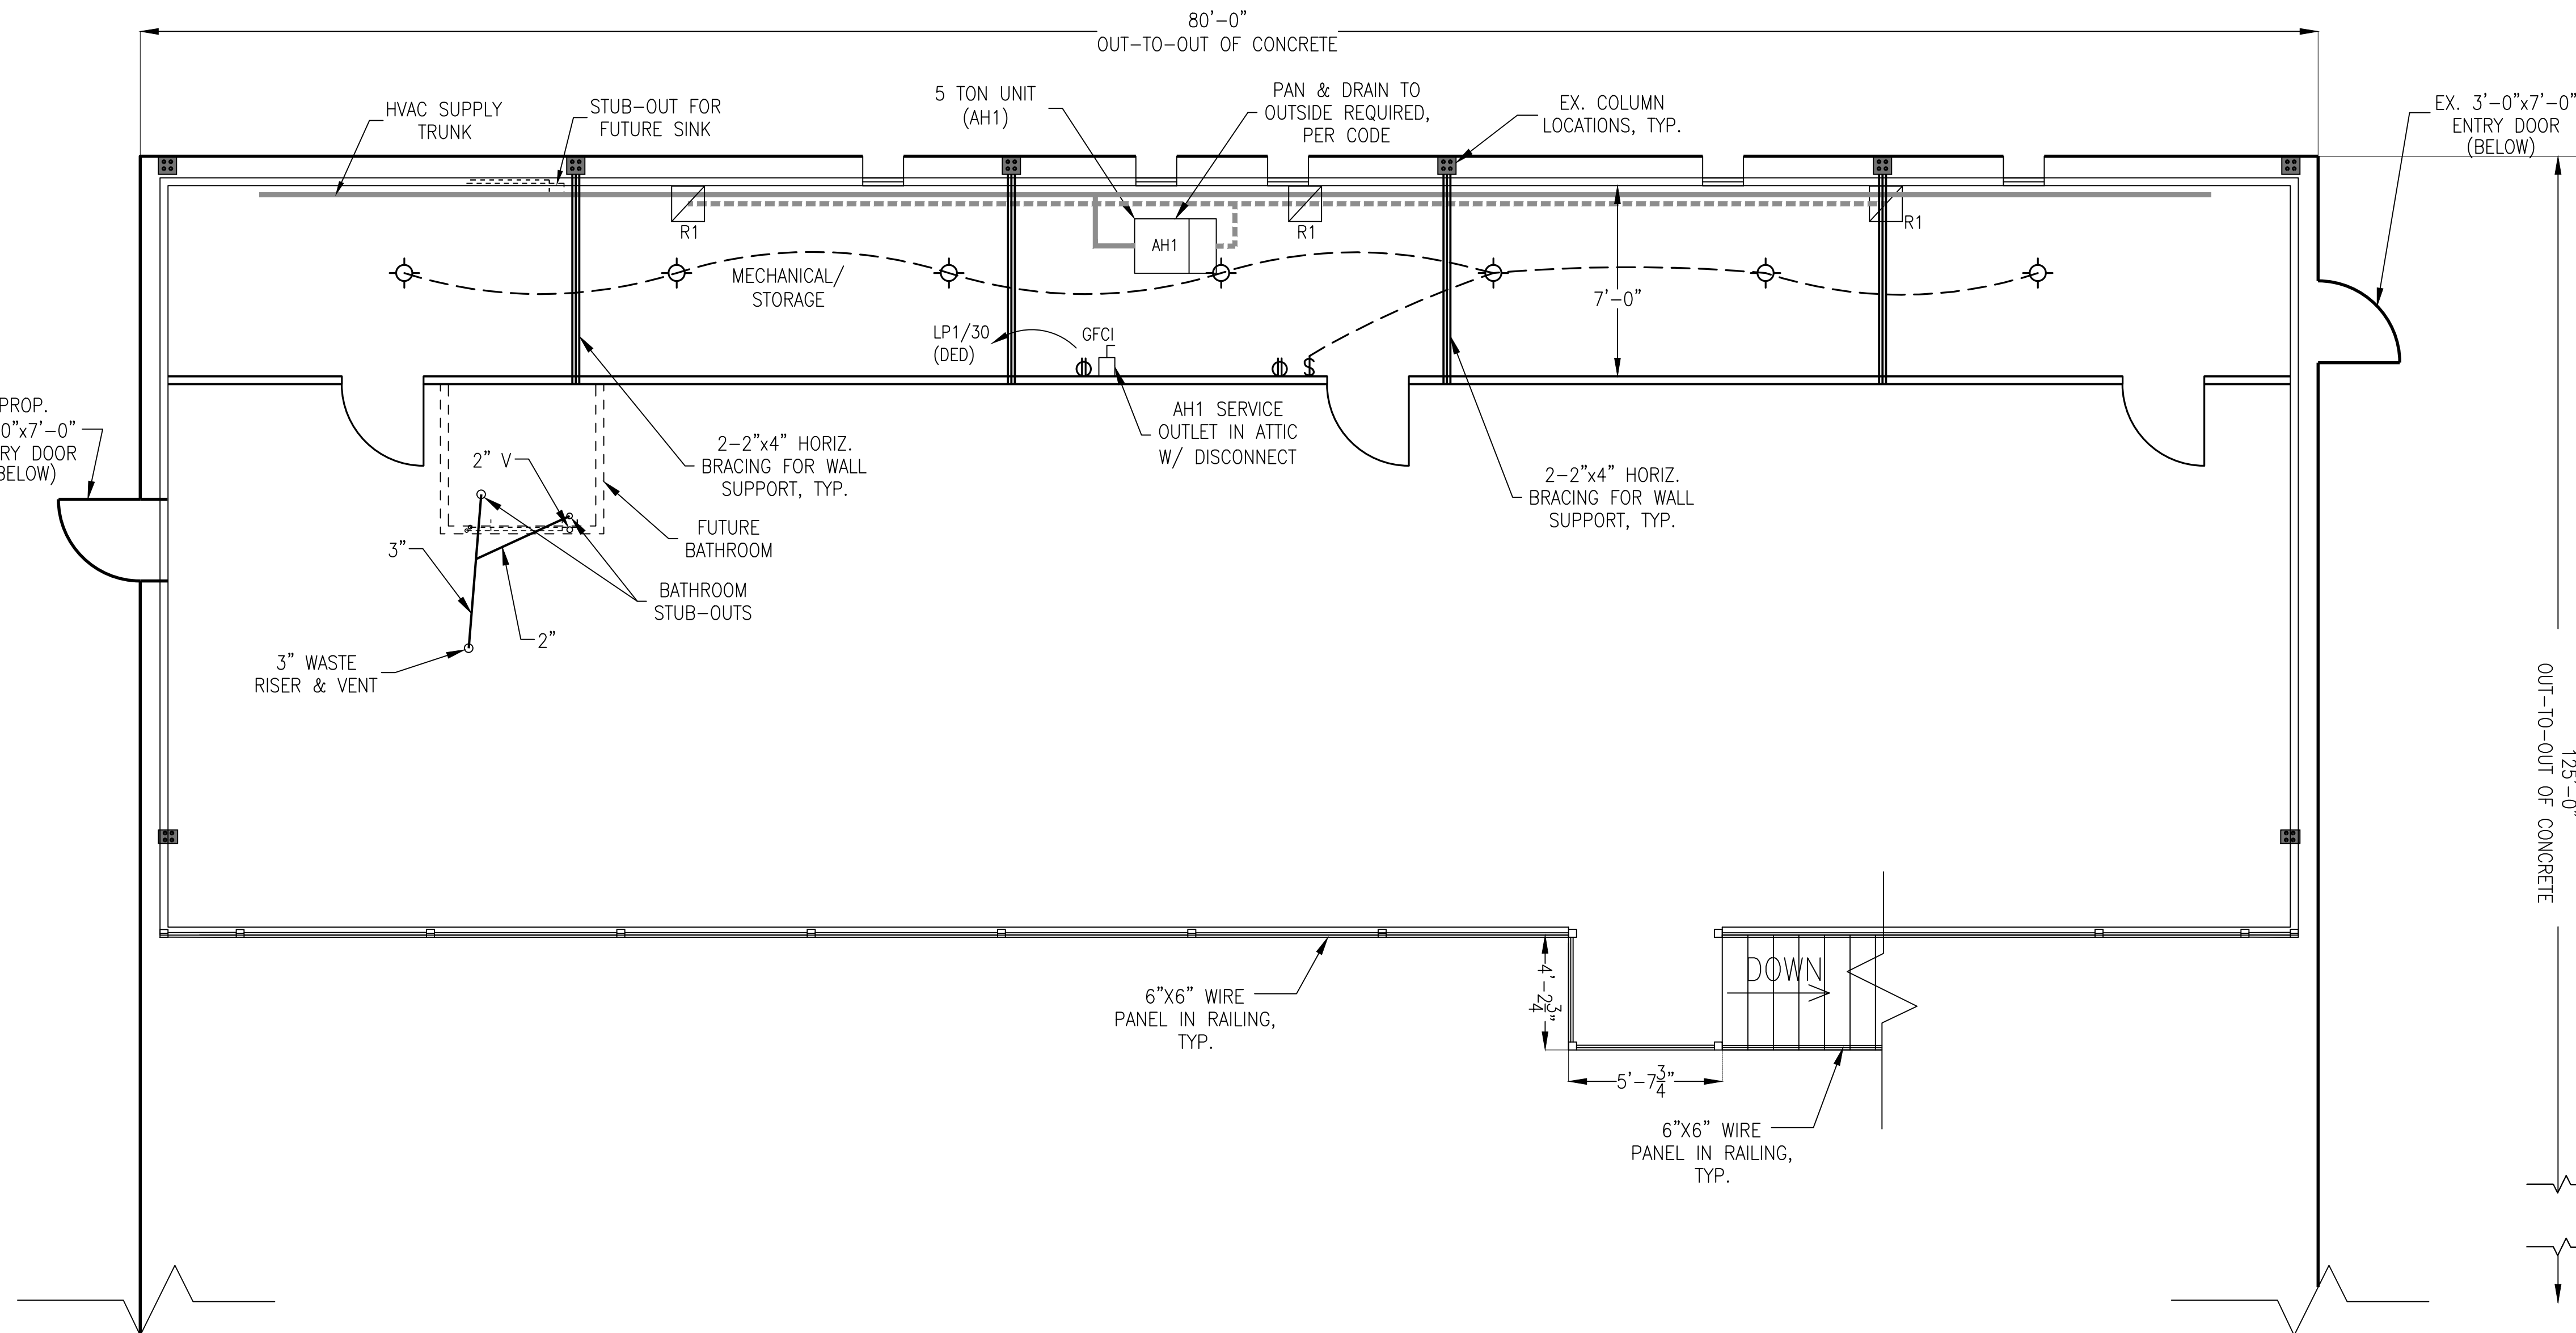 80'-0"
OUT-TO-OUT OF CONCRETE
HVAC SUPPLY
TRUNK
STUB-OUT FOR
FUTURE SINK
5 TON UNIT
(AH1)
PAN & DRAIN TO
OUTSIDE REQUIRED,
PER CODE
EX. COLUMN
LOCATIONS, TYP.
EX. 3'-0"x7'-0"
ENTRY DOOR
(BELOW)
R1
AH1
R1
R1
MECHANICAL/
STORAGE
7'-0"
LP1/30
(DED)
GFCI
$
PROP.
0"x7'-0"
RY DOOR
BELOW)
AH1 SERVICE
OUTLET IN ATTIC
W/ DISCONNECT
2-2"x4" HORIZ.
BRACING FOR WALL
SUPPORT, TYP.
2-2"x4" HORIZ.
BRACING FOR WALL
SUPPORT, TYP.
2" V
FUTURE
BATHROOM
3"
BATHROOM
STUB-OUTS
2"
3" WASTE
RISER & VENT
125'-0"
OUT-TO-OUT OF CONCRETE
DOWN
4'-2 3/4"
6"X6" WIRE
PANEL IN RAILING,
TYP.
5'-7 3/4"
6"X6" WIRE
PANEL IN RAILING,
TYP.